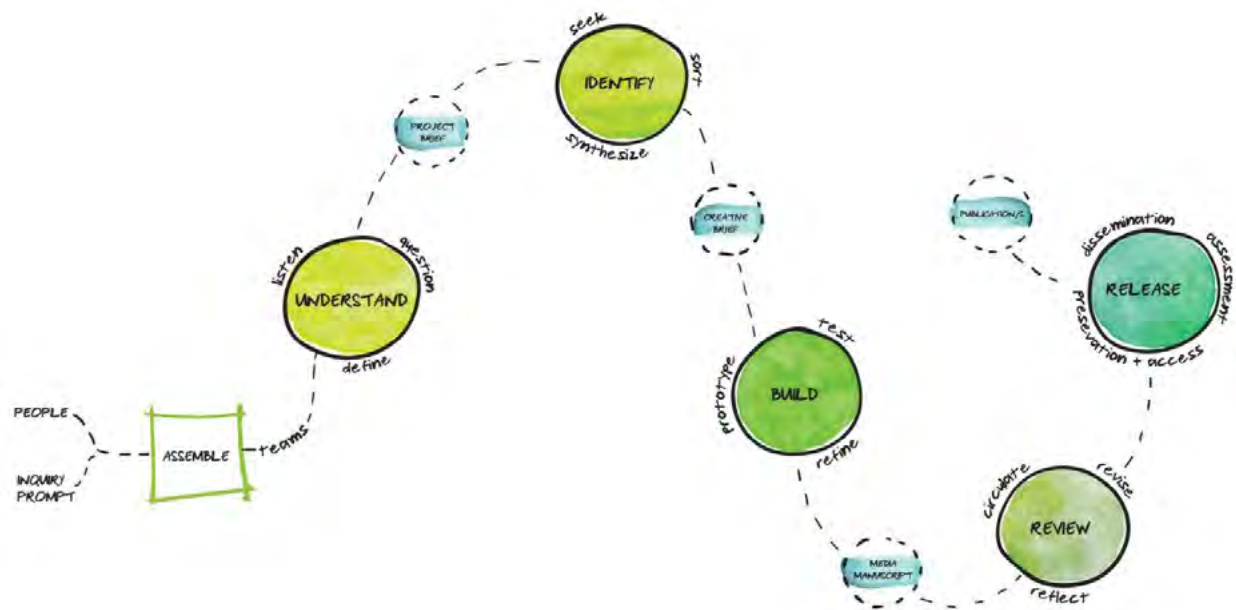 PEOPLE
INQUIRY
PROMPT
ASSEMBLE
teams
listen
question
UNDERSTAND
define
PROJECT
BRIEF
seek
sort
IDENTIFY
synthesize
CREATIVE
BRIEF
prototype
test
BUILD
refine
MEDIA
MANUSCRIPT
circulate
revise
REVIEW
reflect
dissemination
assessment
RELEASE
presevation + access
PUBLICATION/S